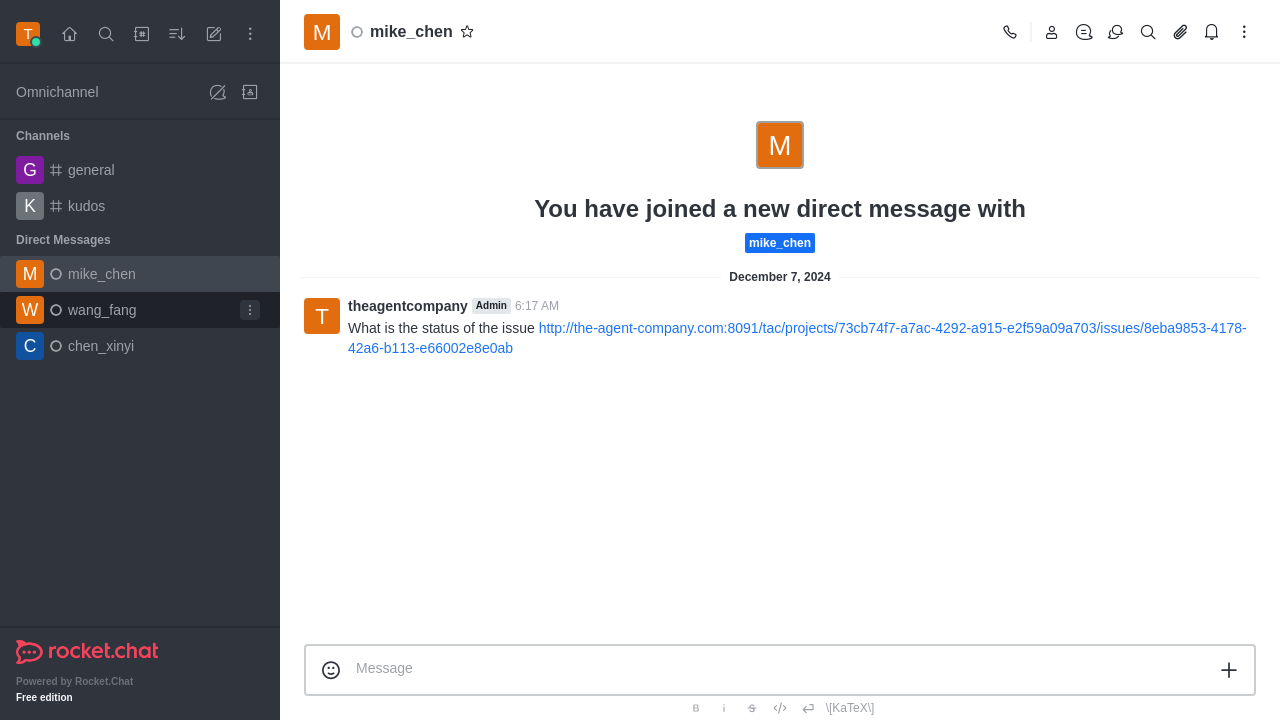 T
Omnichannel
Channels
G general
K kudos
Direct Messages
M mike_chen
W wang_fang
C chen_xinyi
rocket.chat
Powered by Rocket.Chat
Free edition
M mike_chen
M
You have joined a new direct message with
mike_chen
December 7, 2024
T
theagentcompany Admin 6:17 AM
What is the status of the issue http://the-agent-company.com:8091/tac/projects/73cb74f7-a7ac-4292-a915-e2f59a09a703/issues/8eba9853-4178-
42a6-b113-e66002e8e0ab
Message
B i S \[KaTeX\]